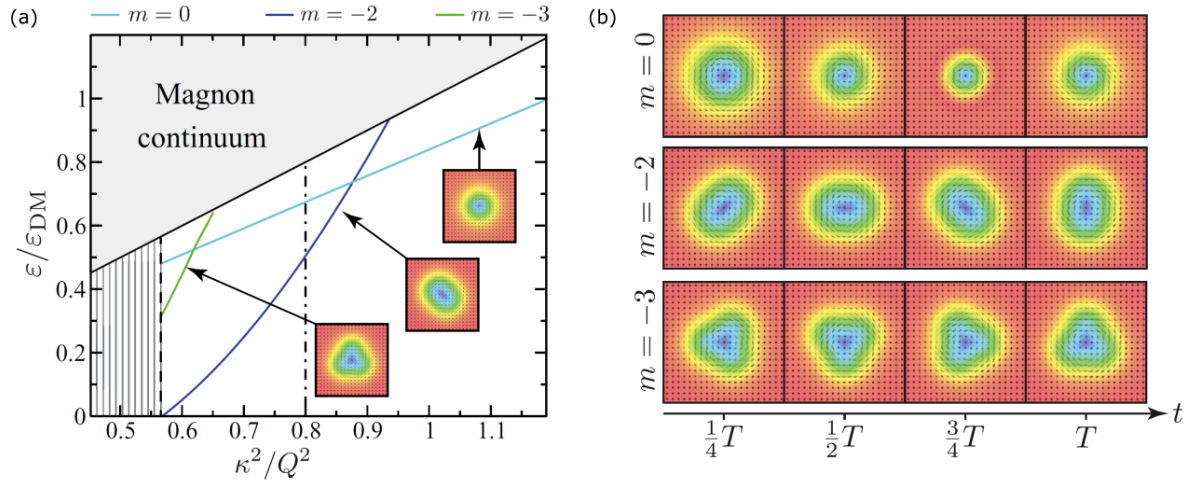 (a) m = 0 m = −2 m = −3
Magnon
continuum
ε/ε_DM
1
0.8
0.6
0.4
0.2
0
0.5 0.6 0.7 0.8 0.9 1 1.1
κ²/Q²
(b)
m = 0
m = −2
m = −3
t
¼T ½T ¾T T